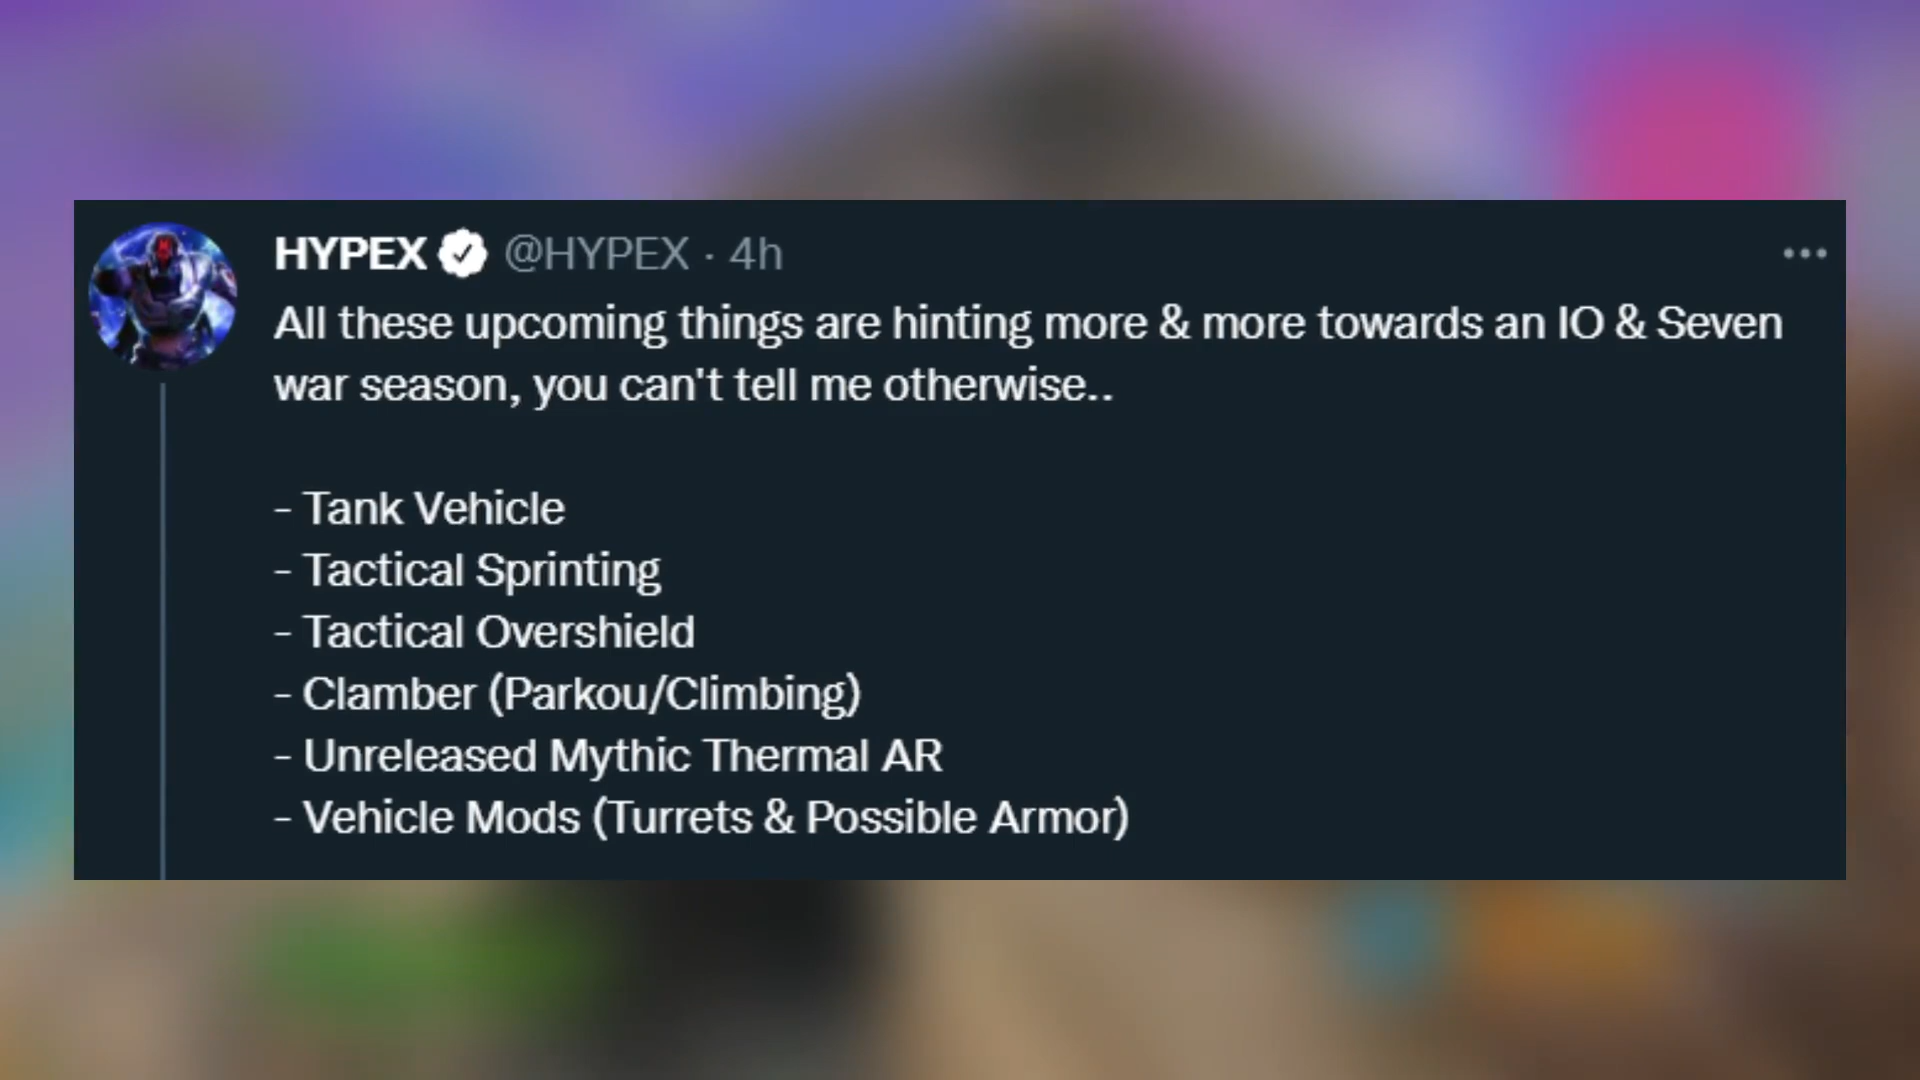 HYPEX @HYPEX · 4h
All these upcoming things are hinting more & more towards an IO & Seven
war season, you can't tell me otherwise..
- Tank Vehicle
- Tactical Sprinting
- Tactical Overshield
- Clamber (Parkou/Climbing)
- Unreleased Mythic Thermal AR
- Vehicle Mods (Turrets & Possible Armor)